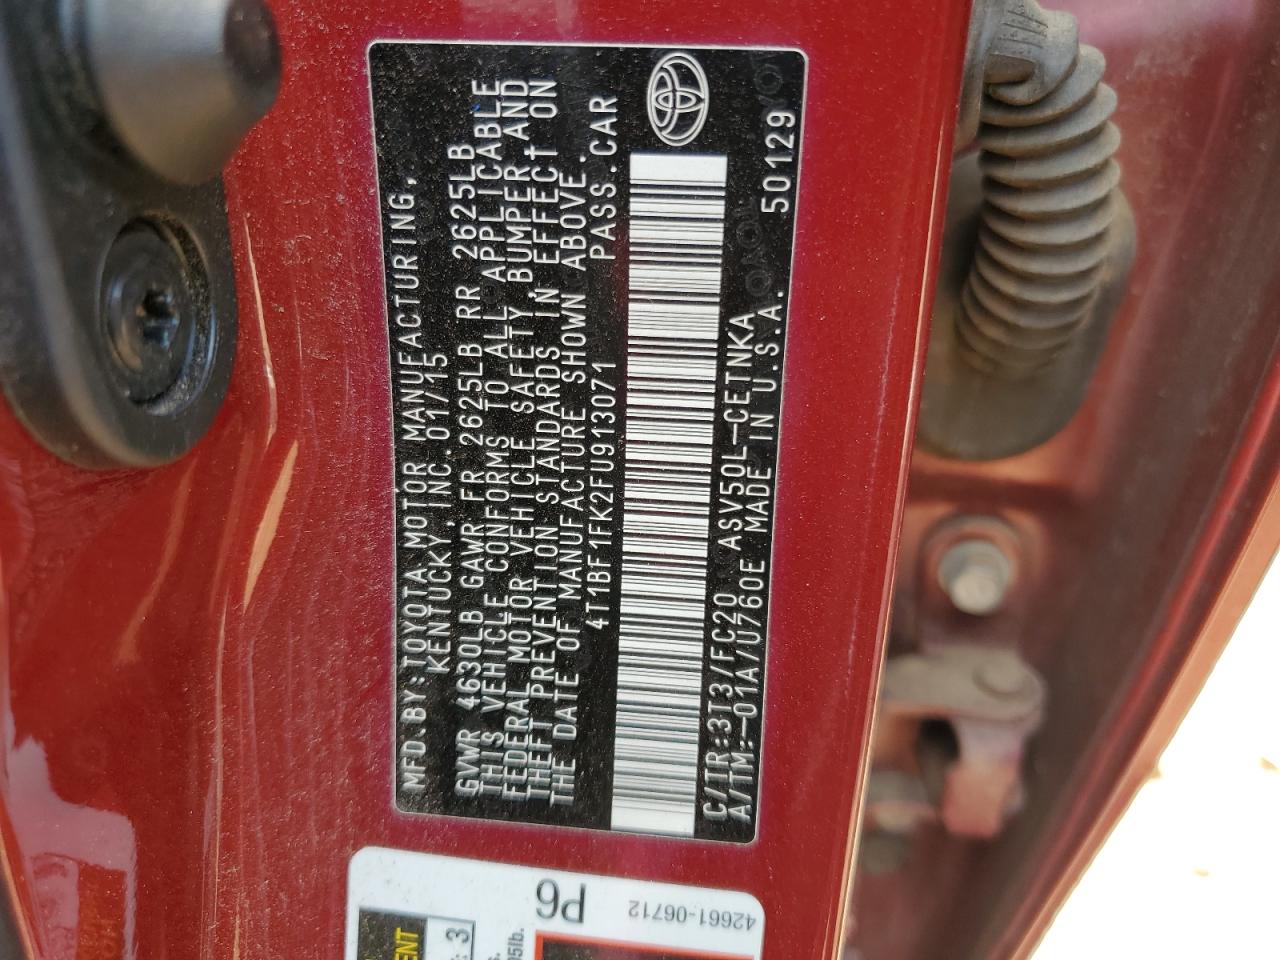 MFD.BY:TOYOTA MOTOR MANUFACTURING,
KENTUCKY, INC. 01/15
GVWR 4630LB GAWR FR 2625LB RR 2625LB
THIS VEHICLE CONFORMS TO ALL APPLICABLE
FEDERAL MOTOR VEHICLE SAFETY, BUMPER, AND
THEFT PREVENTION STANDARDS IN EFFECT ON
THE DATE OF MANUFACTURE SHOWN ABOVE.
4T1BF1FK2FU913071 PASS.CAR
C/TR:3T3/FC20 ASV50L-CETNKA
A/TM:-01A/U760E MADE IN U.S.A.
50129
P6
42661-06712
ENT
3
95lb.